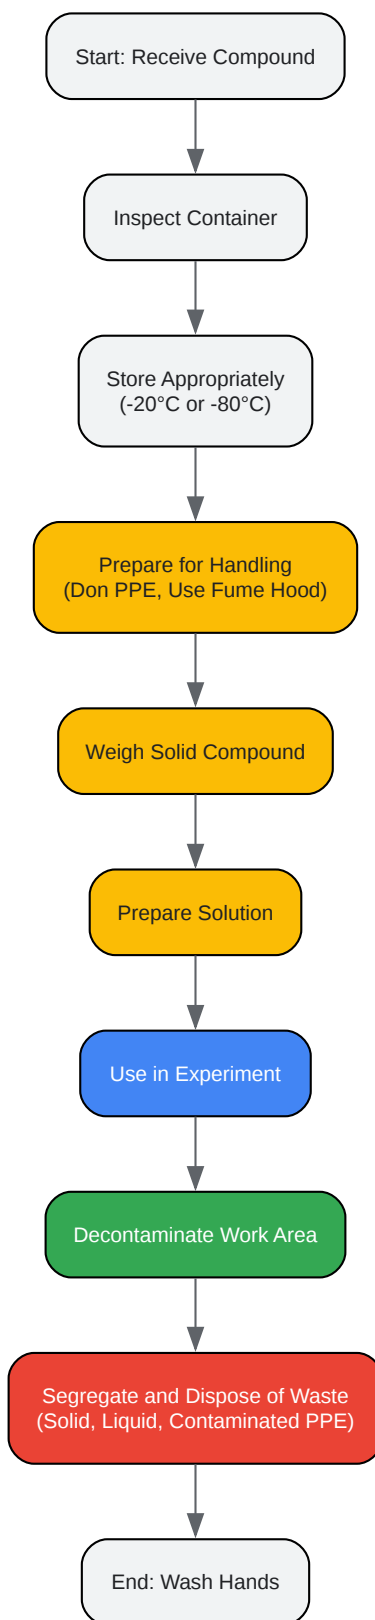 Start: Receive Compound
Inspect Container
Store Appropriately
(-20°C or -80°C)
Prepare for Handling
(Don PPE, Use Fume Hood)
Weigh Solid Compound
Prepare Solution
Use in Experiment
Decontaminate Work Area
Segregate and Dispose of Waste
(Solid, Liquid, Contaminated PPE)
End: Wash Hands